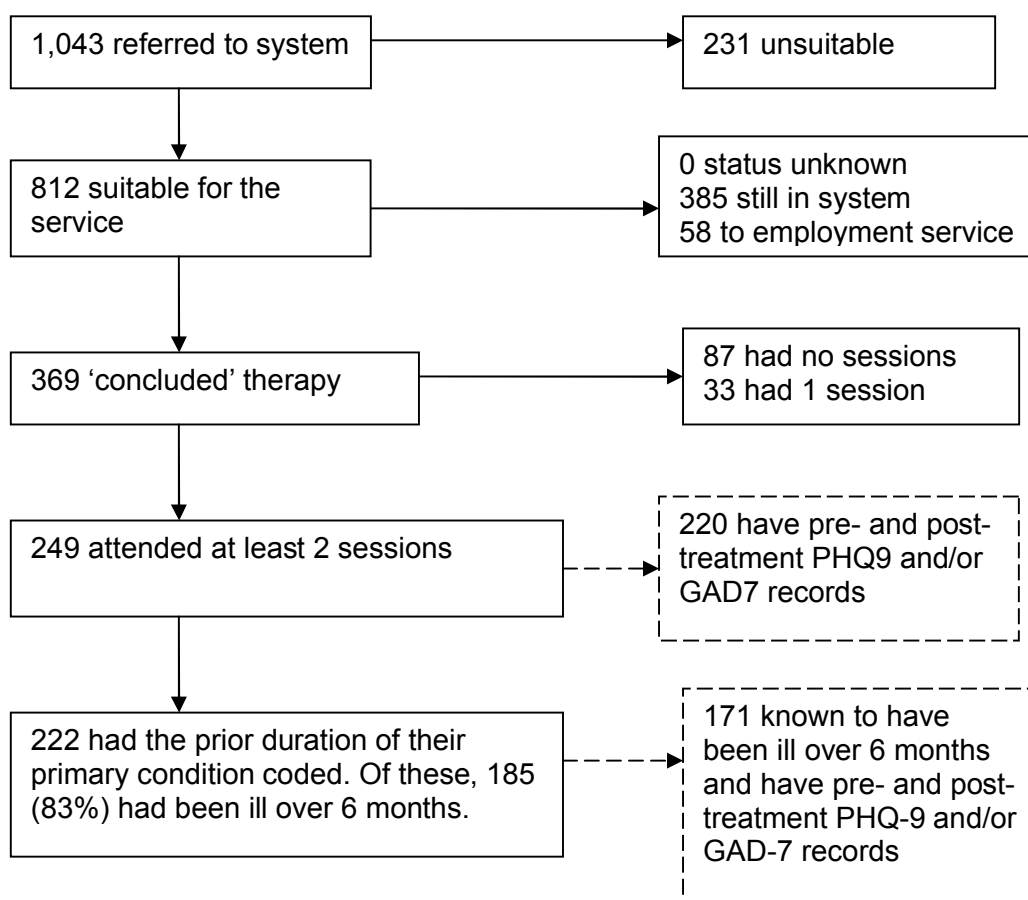 1,043 referred to system
231 unsuitable
812 suitable for the
service
0 status unknown
385 still in system
58 to employment service
369 ‘concluded’ therapy
87 had no sessions
33 had 1 session
249 attended at least 2 sessions
220 have pre- and post-
treatment PHQ9 and/or
GAD7 records
222 had the prior duration of their
primary condition coded. Of these, 185
(83%) had been ill over 6 months.
171 known to have
been ill over 6 months
and have pre- and post-
treatment PHQ-9 and/or
GAD-7 records